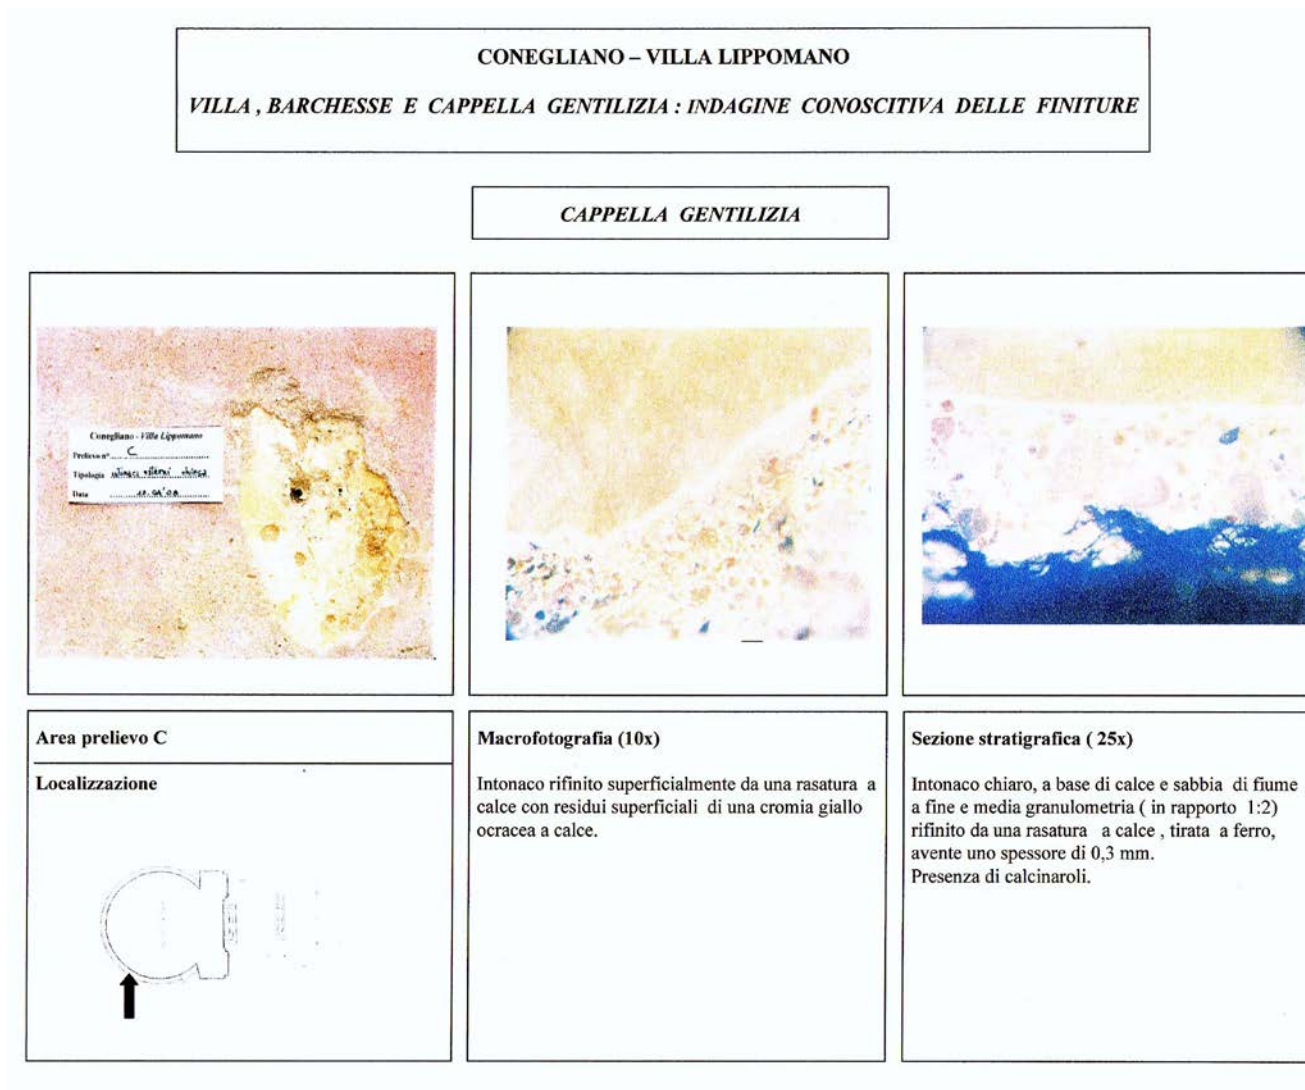 CONEGLIANO – VILLA LIPPOMANO
VILLA , BARCHESSE E CAPPELLA GENTILIZIA : INDAGINE CONOSCITIVA DELLE FINITURE
CAPPELLA GENTILIZIA
Conegliano - Villa Lippomano
Prelievo n° C
Tipologia
Data
Area prelievo C
Localizzazione
Macrofotografia (10x)
Intonaco rifinito superficialmente da una rasatura a
calce con residui superficiali di una cromia giallo
ocracea a calce.
Sezione stratigrafica ( 25x)
Intonaco chiaro, a base di calce e sabbia di fiume
a fine e media granulometria ( in rapporto 1:2)
rifinito da una rasatura a calce , tirata a ferro,
avente uno spessore di 0,3 mm.
Presenza di calcinaroli.